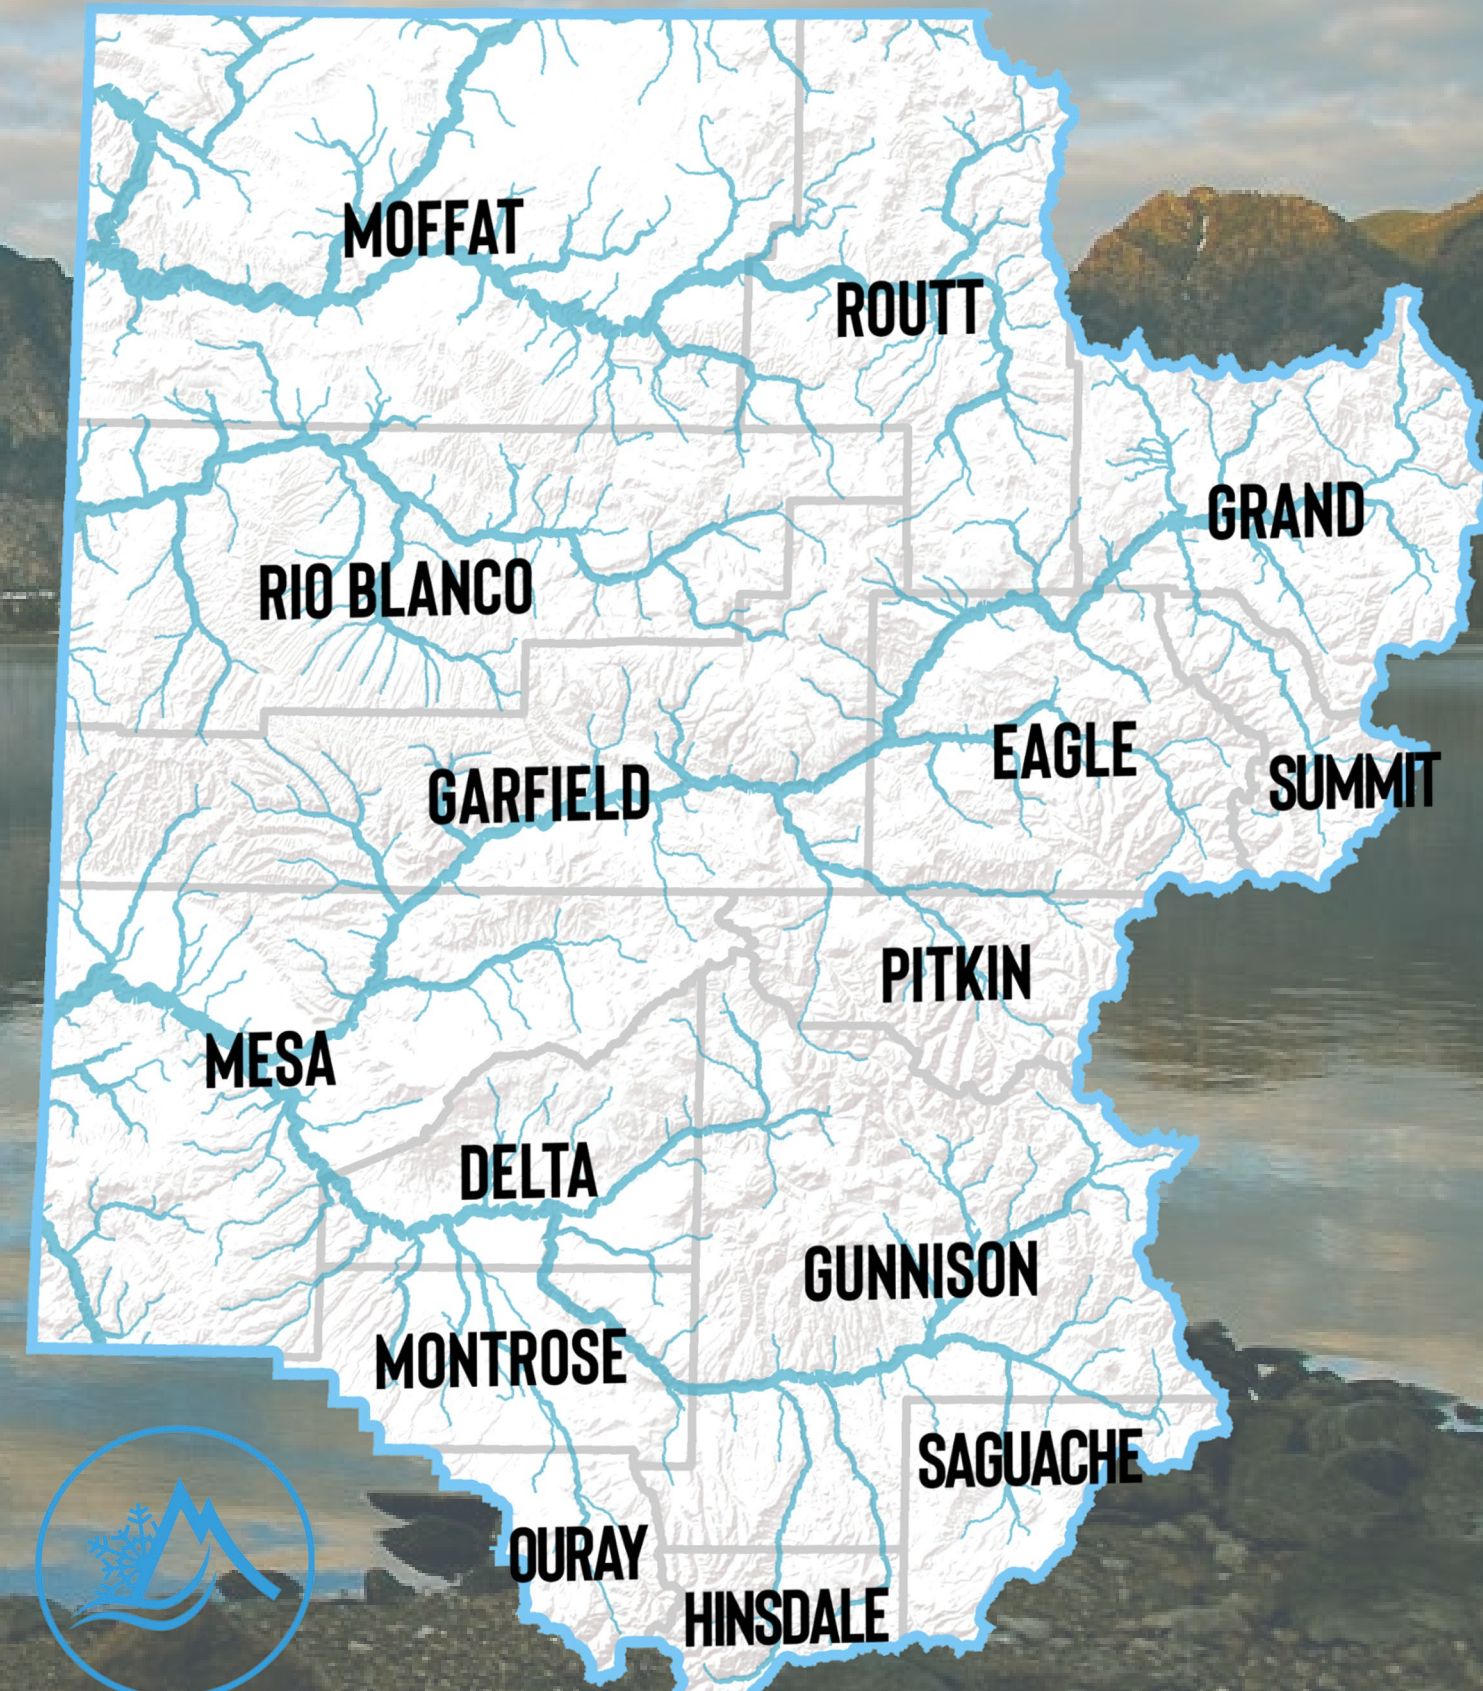 MOFFAT
ROUTT
GRAND
RIO BLANCO
EAGLE
SUMMIT
GARFIELD
PITKIN
MESA
DELTA
GUNNISON
MONTROSE
SAGUACHE
OURAY
HINSDALE